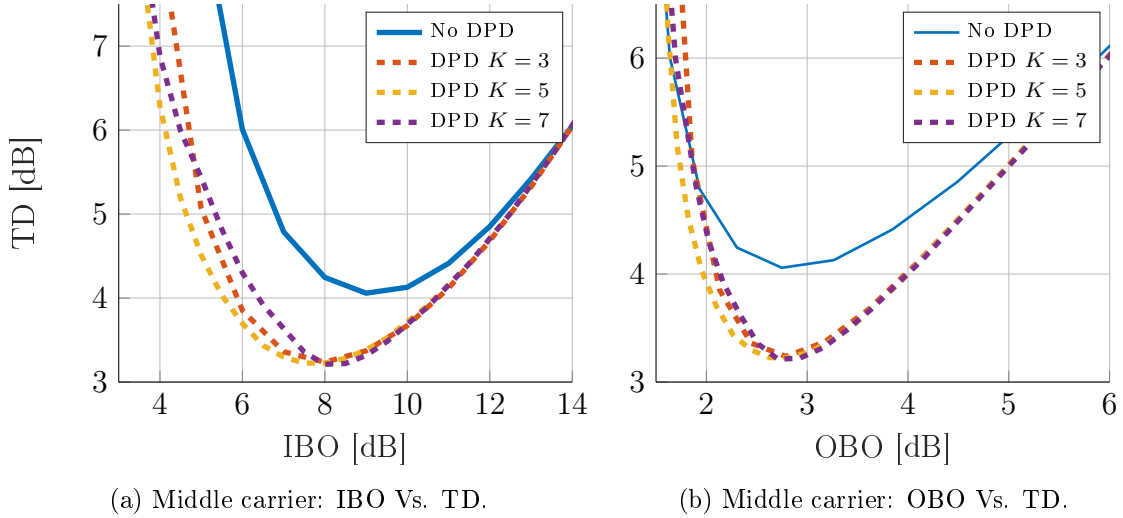 7
6
5
4
3
4
6
8
10
12
14
TD [dB]
IBO [dB]
No DPD
DPD K = 3
DPD K = 5
DPD K = 7
(a) Middle carrier: IBO Vs. TD.
6
5
4
3
2
3
4
5
6
OBO [dB]
No DPD
DPD K = 3
DPD K = 5
DPD K = 7
(b) Middle carrier: OBO Vs. TD.